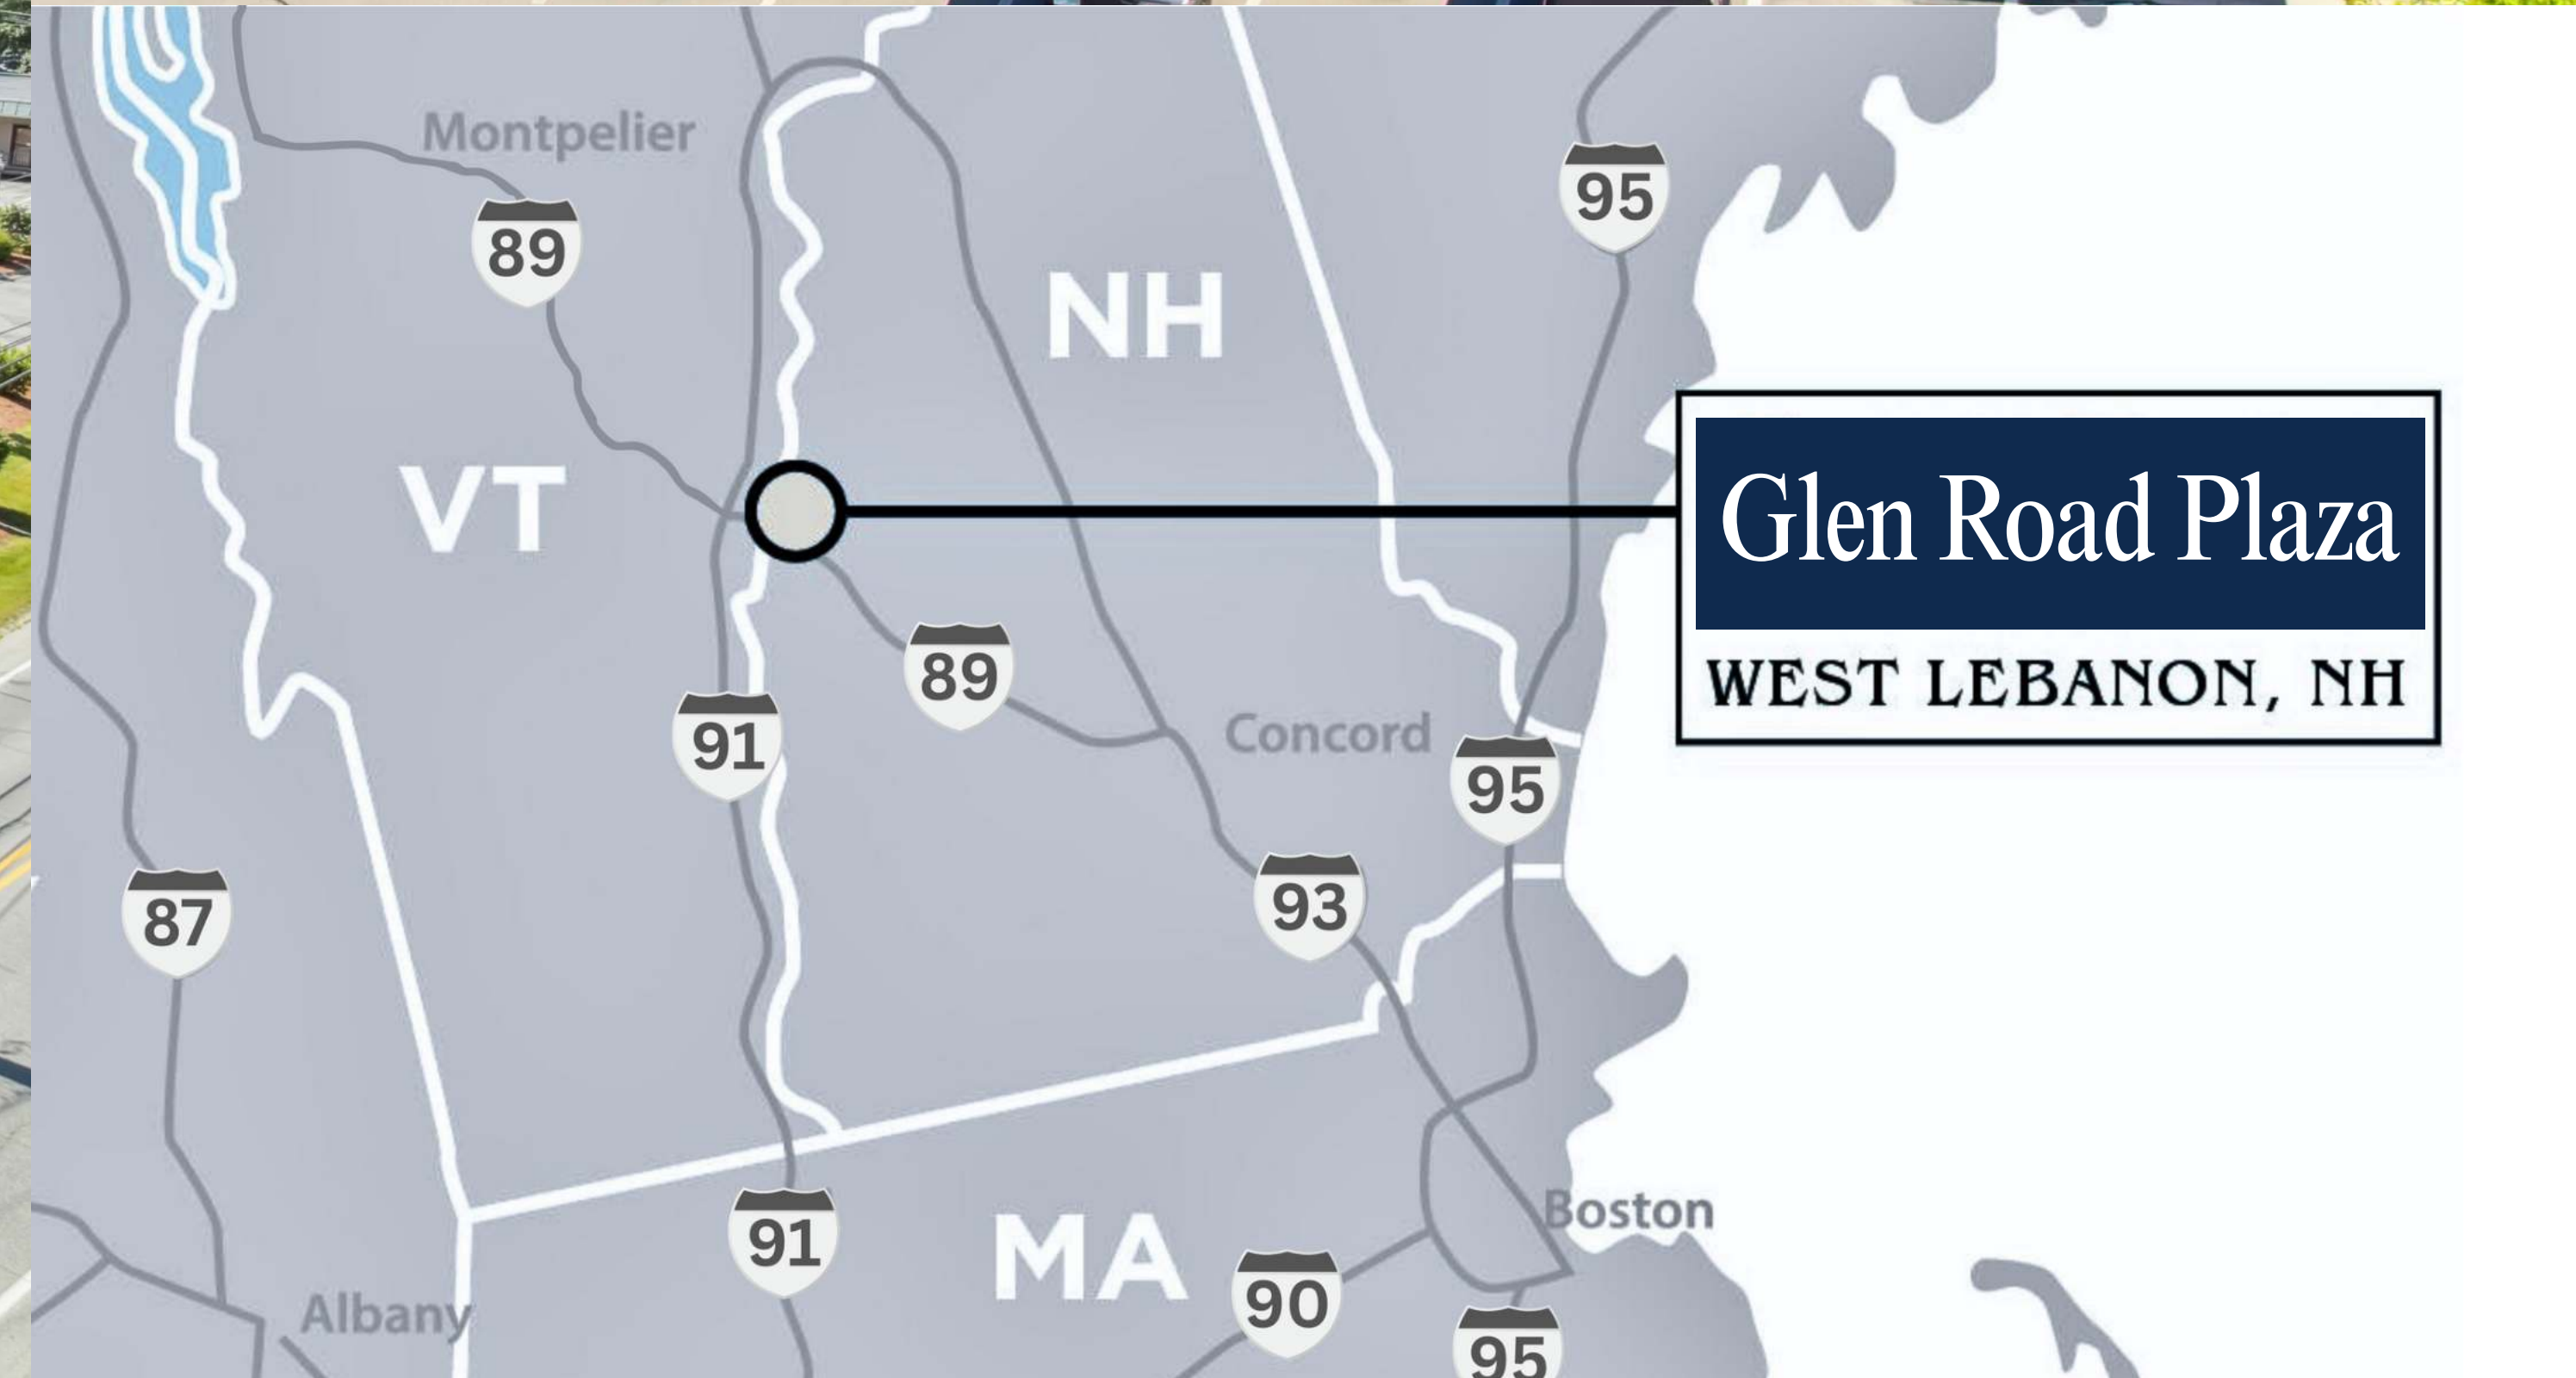 Montpelier
89
95
NH
VT
Glen Road Plaza
WEST LEBANON, NH
89
91
Concord
95
87
93
Boston
91
MA
90
Albany
95